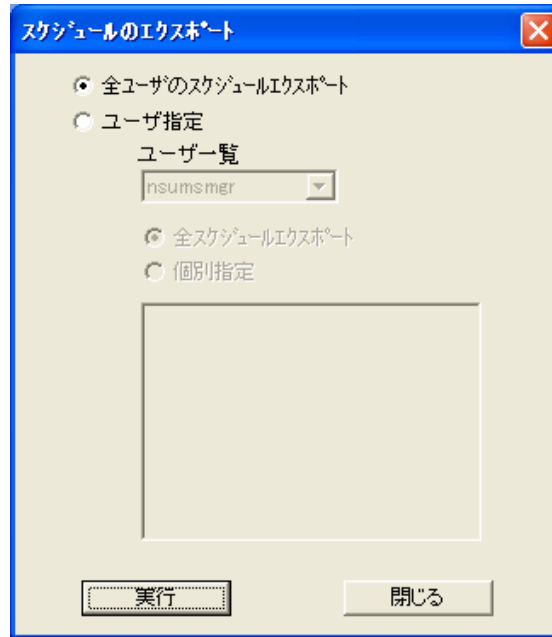 スケジュールのエクスポート
全ユーザのスケジュールエクスポート
ユーザ指定
ユーザ一覧
nsumsmgr
全スケジュールエクスポート
個別指定
実行
閉じる